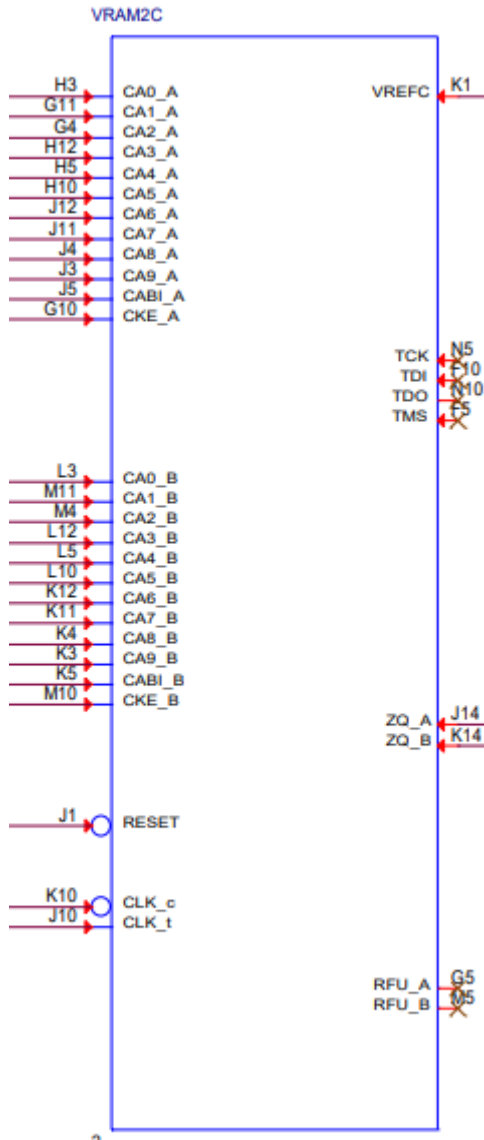 VRAM2C
H3 CA0_A VREFC K1
G11 CA1_A
G4 CA2_A
H12 CA3_A
H5 CA4_A
H10 CA5_A
J12 CA6_A
J11 CA7_A
J4 CA8_A
J3 CA9_A
J5 CABI_A
G10 CKE_A
TCK N5
TDI F10
TDO N10
TMS F5
L3 CA0_B
M11 CA1_B
M4 CA2_B
L12 CA3_B
L5 CA4_B
L10 CA5_B
K12 CA6_B
K11 CA7_B
K4 CA8_B
K3 CA9_B
K5 CABI_B
M10 CKE_B
ZQ_A J14
ZQ_B K14
J1 RESET
K10 CLK_c
J10 CLK_t
RFU_A G5
RFU_B M5